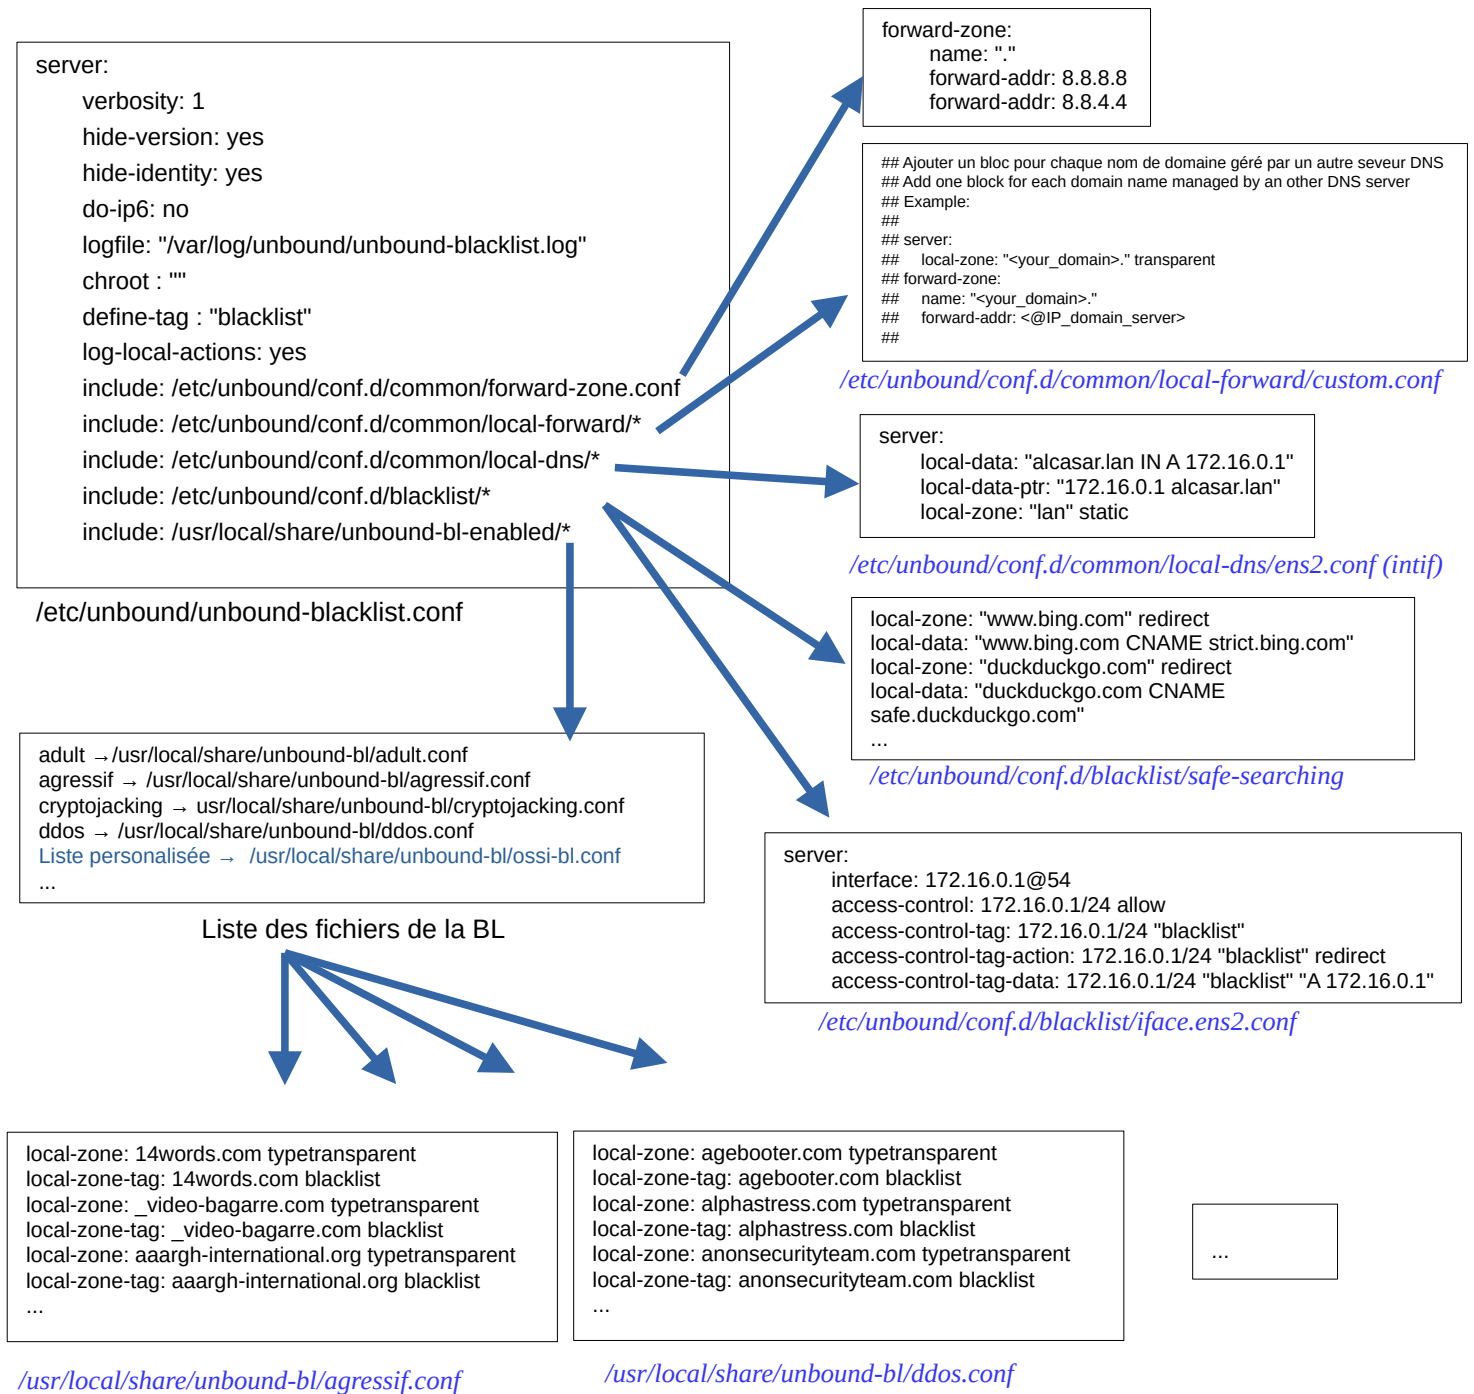 server:
verbosity: 1
hide-version: yes
hide-identity: yes
do-ip6: no
logfile: "/var/log/unbound/unbound-blacklist.log"
chroot : ""
define-tag : "blacklist"
log-local-actions: yes
include: /etc/unbound/conf.d/common/forward-zone.conf
include: /etc/unbound/conf.d/common/local-forward/*
include: /etc/unbound/conf.d/common/local-dns/*
include: /etc/unbound/conf.d/blacklist/*
include: /usr/local/share/unbound-bl-enabled/*
/etc/unbound/unbound-blacklist.conf
forward-zone:
name: "."
forward-addr: 8.8.8.8
forward-addr: 8.8.4.4
## Ajouter un bloc pour chaque nom de domaine géré par un autre seveur DNS
## Add one block for each domain name managed by an other DNS server
## Example:
##
## server:
## local-zone: "<your_domain>." transparent
## forward-zone:
## name: "<your_domain>."
## forward-addr: <@IP_domain_server>
##
/etc/unbound/conf.d/common/local-forward/custom.conf
server:
local-data: "alcasar.lan IN A 172.16.0.1"
local-data-ptr: "172.16.0.1 alcasar.lan"
local-zone: "lan" static
/etc/unbound/conf.d/common/local-dns/ens2.conf (intif)
local-zone: "www.bing.com" redirect
local-data: "www.bing.com CNAME strict.bing.com"
local-zone: "duckduckgo.com" redirect
local-data: "duckduckgo.com CNAME
safe.duckduckgo.com"
...
/etc/unbound/conf.d/blacklist/safe-searching
adult →/usr/local/share/unbound-bl/adult.conf
agressif → /usr/local/share/unbound-bl/agressif.conf
cryptojacking → usr/local/share/unbound-bl/cryptojacking.conf
ddos → /usr/local/share/unbound-bl/ddos.conf
Liste personalisée → /usr/local/share/unbound-bl/ossi-bl.conf
...
Liste des fichiers de la BL
server:
interface: 172.16.0.1@54
access-control: 172.16.0.1/24 allow
access-control-tag: 172.16.0.1/24 "blacklist"
access-control-tag-action: 172.16.0.1/24 "blacklist" redirect
access-control-tag-data: 172.16.0.1/24 "blacklist" "A 172.16.0.1"
/etc/unbound/conf.d/blacklist/iface.ens2.conf
local-zone: 14words.com typetransparent
local-zone-tag: 14words.com blacklist
local-zone: _video-bagarre.com typetransparent
local-zone-tag: _video-bagarre.com blacklist
local-zone: aaargh-international.org typetransparent
local-zone-tag: aaargh-international.org blacklist
...
/usr/local/share/unbound-bl/agressif.conf
local-zone: agebooter.com typetransparent
local-zone-tag: agebooter.com blacklist
local-zone: alphastress.com typetransparent
local-zone-tag: alphastress.com blacklist
local-zone: anonsecurityteam.com typetransparent
local-zone-tag: anonsecurityteam.com blacklist
...
/usr/local/share/unbound-bl/ddos.conf
...